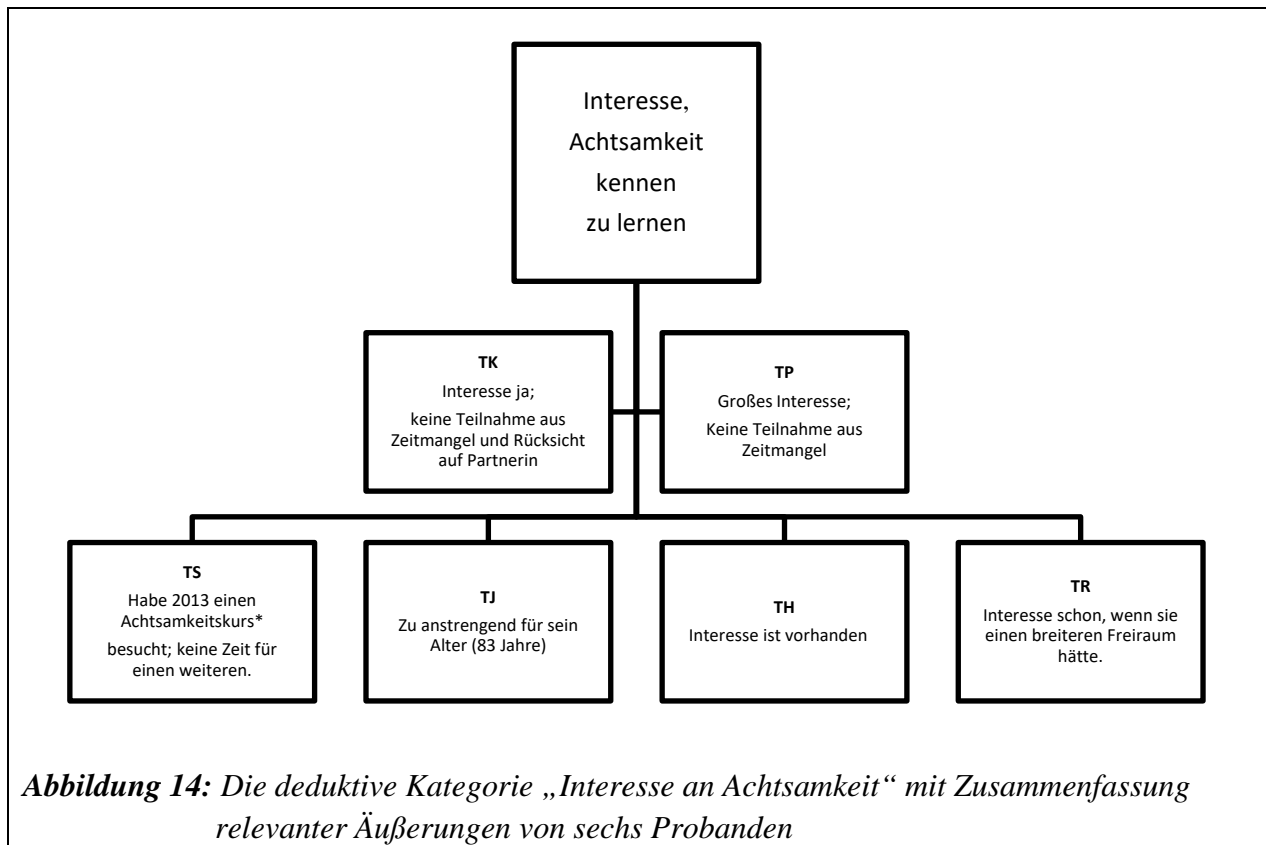 Interesse,
Achtsamkeit
kennen
zu lernen
TK
Interesse ja;
keine Teilnahme aus
Zeitmangel und Rücksicht
auf Partnerin
TP
Großes Interesse;
Keine Teilnahme aus
Zeitmangel
TS
Habe 2013 einen
Achtsamkeitskurs*
besucht; keine Zeit für
einen weiteren.
TJ
Zu anstrengend für sein
Alter (83 Jahre)
TH
Interesse ist vorhanden
TR
Interesse schon, wenn sie
einen breiteren Freiraum
hätte.
Abbildung 14: Die deduktive Kategorie „Interesse an Achtsamkeit“ mit Zusammenfassung
relevanter Äußerungen von sechs Probanden